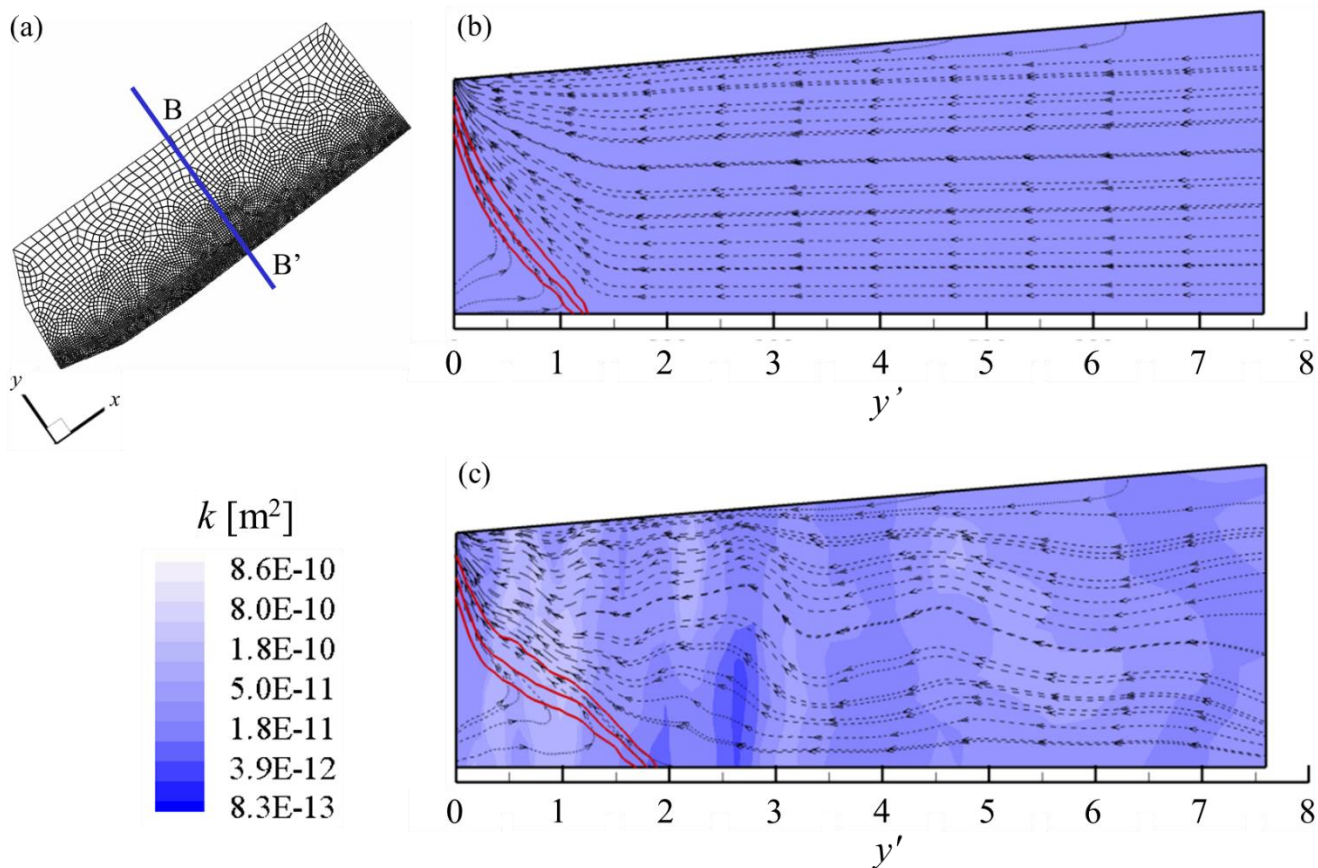 (a)
B
B’
y
x
(b)
0 1 2 3 4 5 6 7 8
y’
k [m²]
8.6E-10
8.0E-10
1.8E-10
5.0E-11
1.8E-11
3.9E-12
8.3E-13
(c)
0 1 2 3 4 5 6 7 8
y′